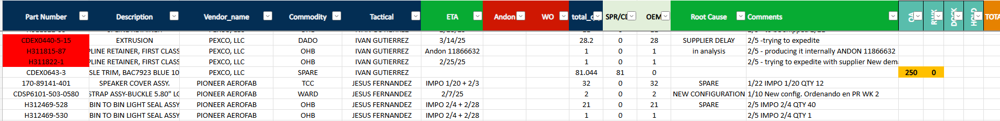 Part Number Description Vendor_name Commodity Tactical ETA Andon WO total_q SPR/CD OEM Root Cause Comments QA RWK DOCK HOLD TOTA
CDEX0440-5-15 EXTRUSION PEXCO, LLC DADO IVAN GUTIERREZ 3/14/25 28.2 0 28 SUPPLIER DELAY 2/5 -trying to expedite
H311815-87 PLINE RETAINER, FIRST CLASS PEXCO, LLC OHB IVAN GUTIERREZ Andon 11866632 1 0 1 in analysis 2/5 - producing it internally ANDON 11866632
H311822-1 PLINE RETAINER, FIRST CLASS PEXCO, LLC OHB IVAN GUTIERREZ 2/25/25 1 0 1 2/5 - trying to expedite with supplier New dem
CDEX0643-3 SLE TRIM, BAC7923 BLUE 10 PEXCO, LLC SPARE IVAN GUTIERREZ 81.044 81 0 250 0
170-89141-401 SPEAKER COVER ASSY. PIONEER AEROFAB TCC JESUS FERNANDEZ IMPO 1/20 + 2/3 32 0 32 SPARE 1/22 IMPO 1/20 QTY 12
CDSP6101-503-0580 STRAP ASSY-BUCKLE 5.80" LG PIONEER AEROFAB WARD JESUS FERNANDEZ 2/7/25 2 0 2 NEW CONFIGURATION 1/10 New config. Ordenando en PR WK 2
H312469-528 BIN TO BIN LIGHT SEAL ASSY PIONEER AEROFAB OHB JESUS FERNANDEZ IMPO 2/4 + 2/28 21 0 21 SPARE 2/5 IMPO 2/4 QTY 40
H312469-530 BIN TO BIN LIGHT SEAL ASSY PIONEER AEROFAB OHB JESUS FERNANDEZ IMPO 2/4 + 2/28 1 0 1 2/5 IMPO 2/4 QTY 1